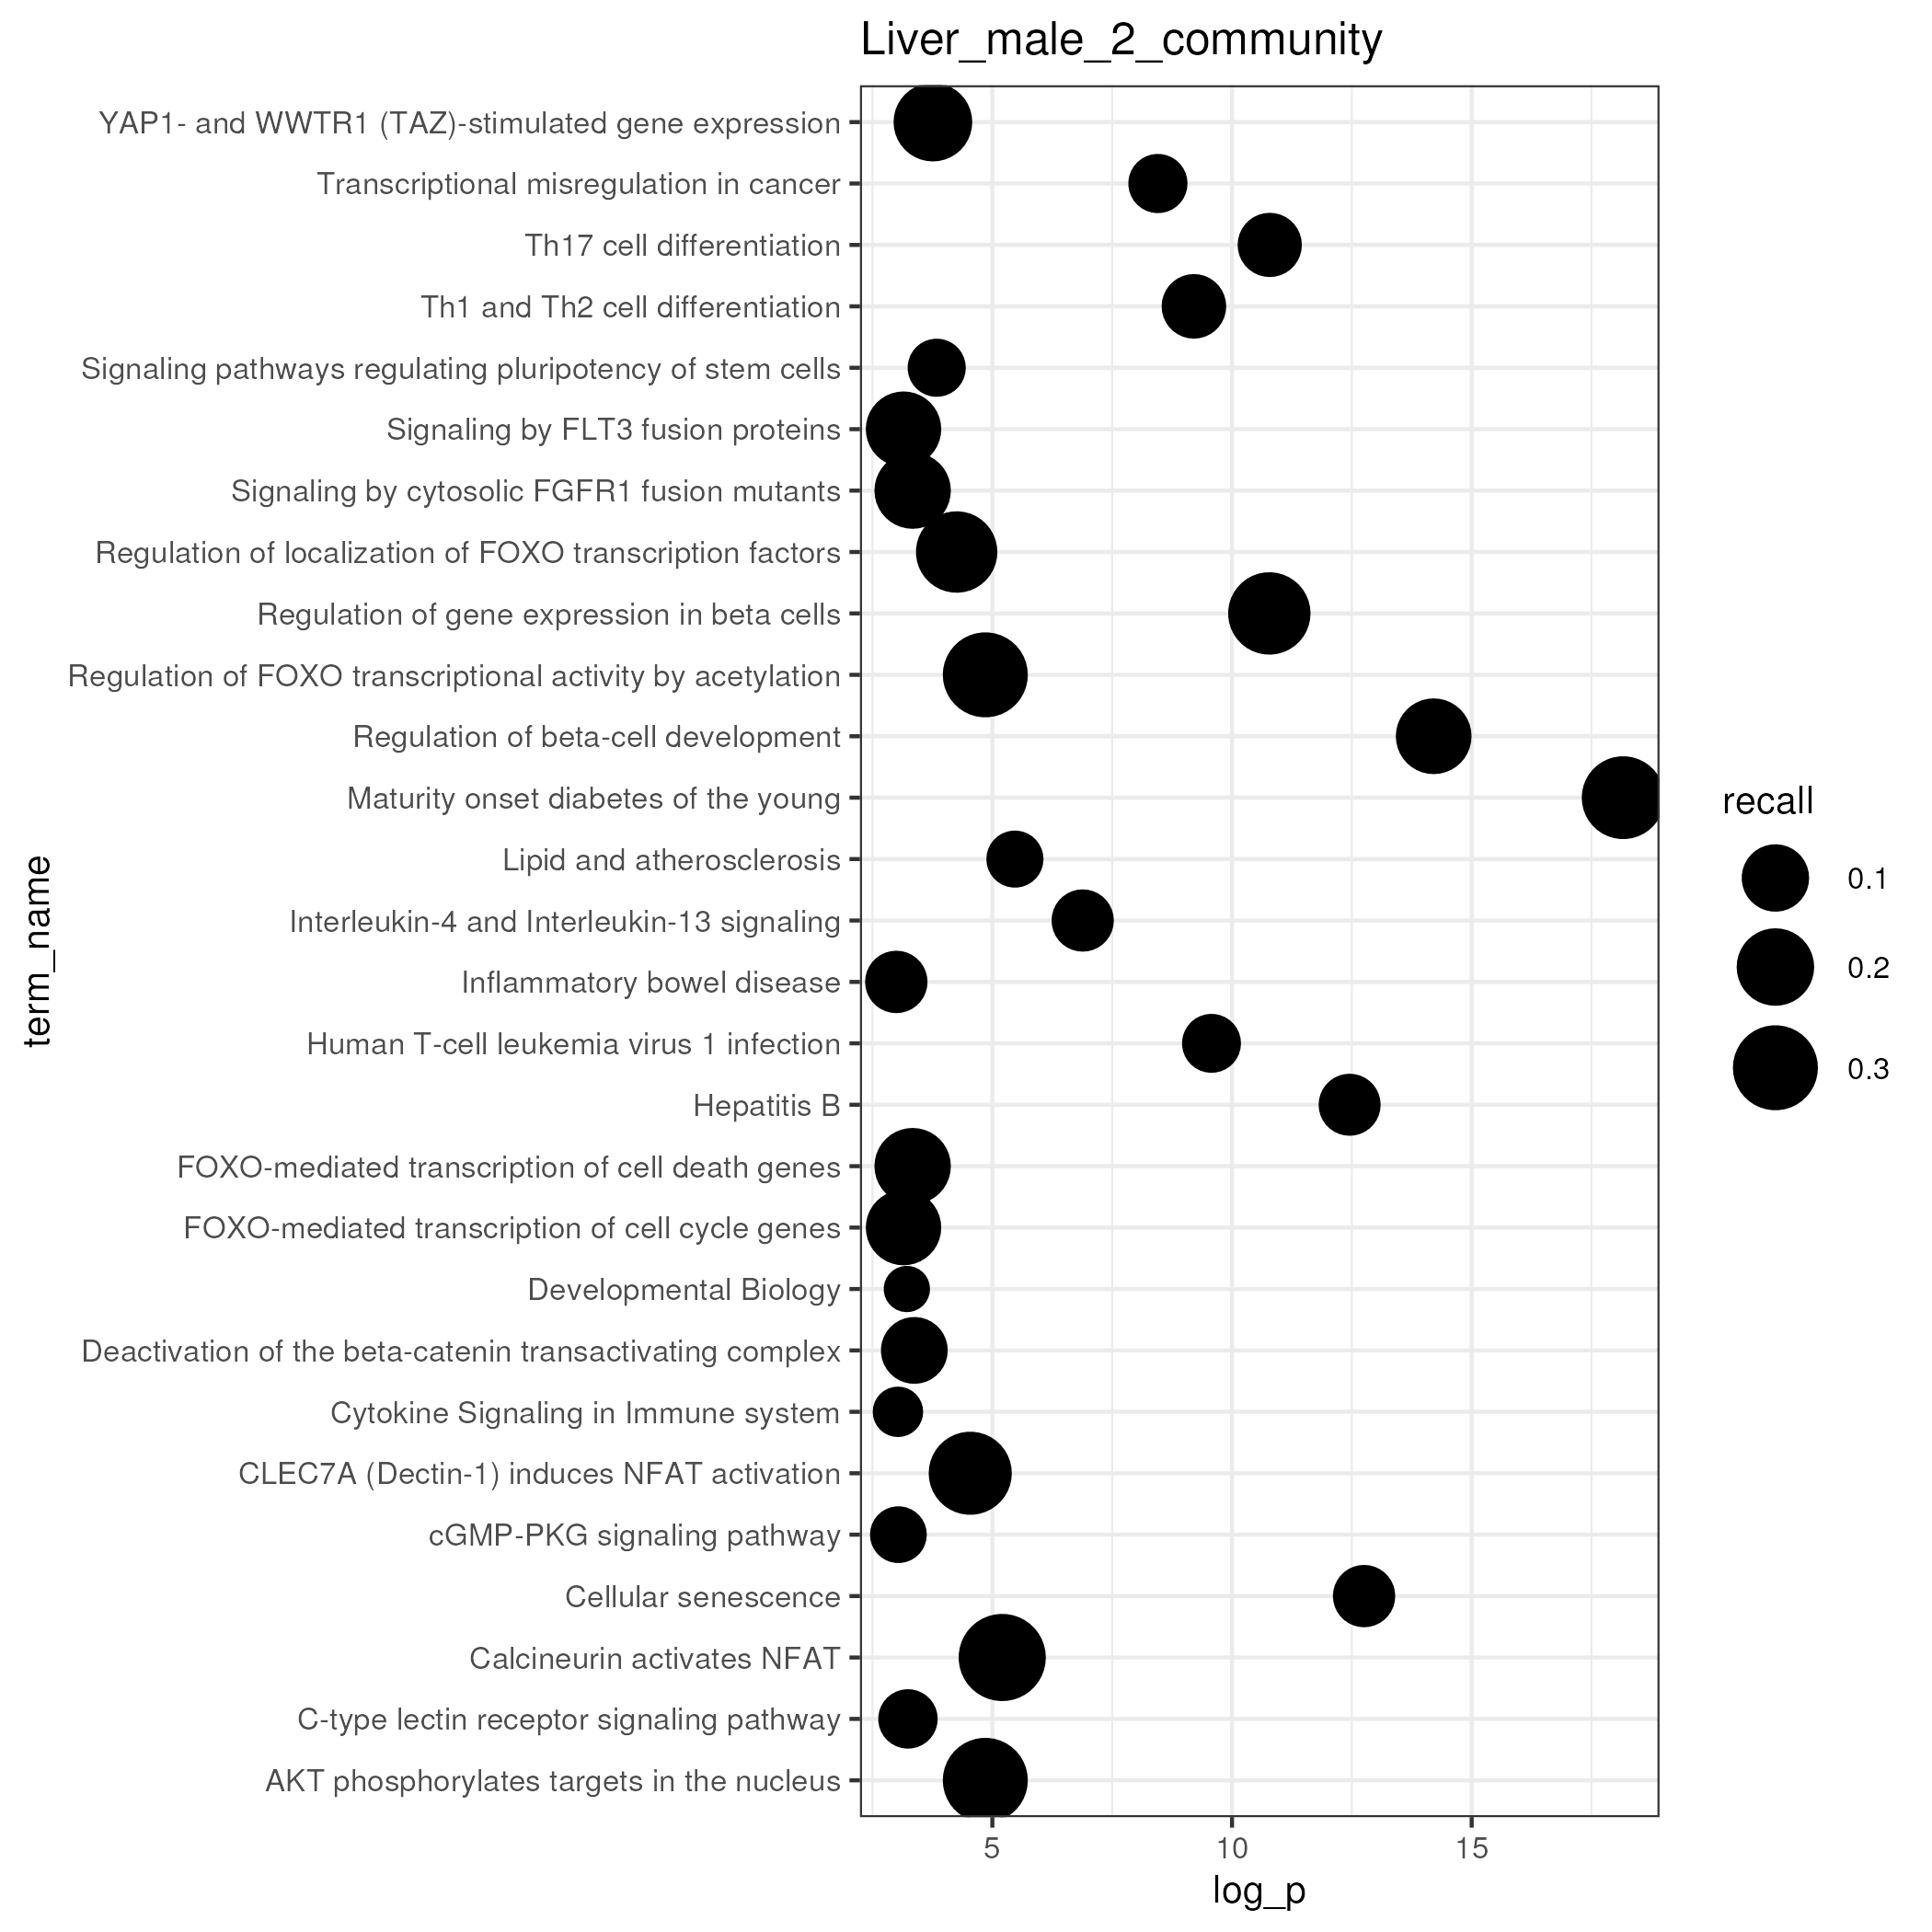 Liver_male_2_community
YAP1- and WWTR1 (TAZ)-stimulated gene expression
Transcriptional misregulation in cancer
Th17 cell differentiation
Th1 and Th2 cell differentiation
Signaling pathways regulating pluripotency of stem cells
Signaling by FLT3 fusion proteins
Signaling by cytosolic FGFR1 fusion mutants
Regulation of localization of FOXO transcription factors
Regulation of gene expression in beta cells
Regulation of FOXO transcriptional activity by acetylation
Regulation of beta-cell development
Maturity onset diabetes of the young
Lipid and atherosclerosis
Interleukin-4 and Interleukin-13 signaling
Inflammatory bowel disease
Human T-cell leukemia virus 1 infection
Hepatitis B
FOXO-mediated transcription of cell death genes
FOXO-mediated transcription of cell cycle genes
Developmental Biology
Deactivation of the beta-catenin transactivating complex
Cytokine Signaling in Immune system
CLEC7A (Dectin-1) induces NFAT activation
cGMP-PKG signaling pathway
Cellular senescence
Calcineurin activates NFAT
C-type lectin receptor signaling pathway
AKT phosphorylates targets in the nucleus
term_name
5 10 15
log_p
recall
0.1
0.2
0.3